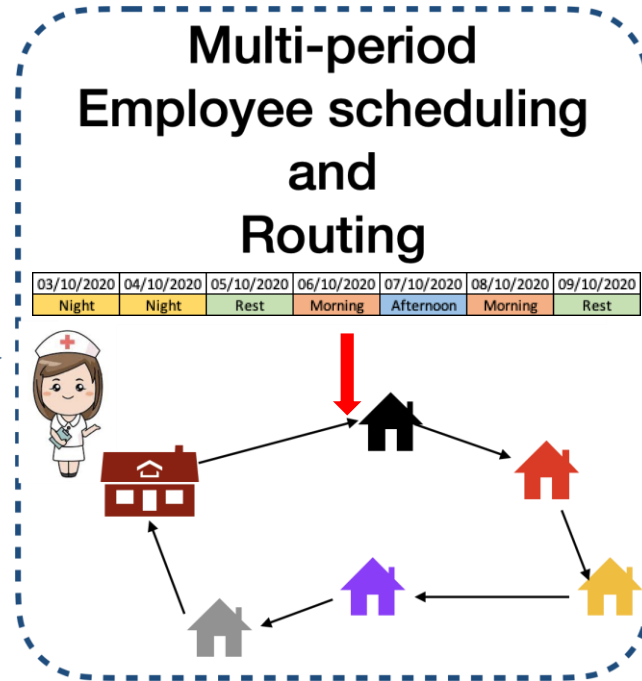 Multi-period
Employee scheduling
and
Routing
03/10/2020 04/10/2020 05/10/2020 06/10/2020 07/10/2020 08/10/2020 09/10/2020
Night Night Rest Morning Afternoon Morning Rest